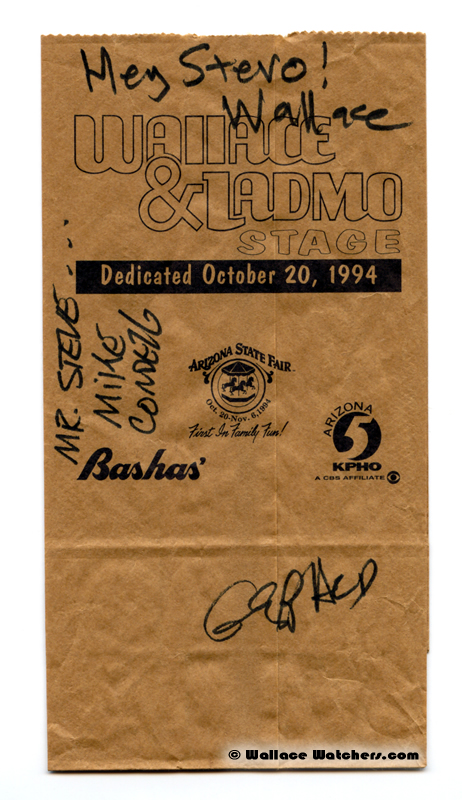 Hey Stevo!
Wallace
WALLACE
& LADMO
STAGE
Dedicated October 20, 1994
MR. STEVE...
MIKE
CONDELLO
ARIZONA STATE FAIR
Oct. 20-Nov. 6, 1994
First In Family Fun!
Bashas'
ARIZONA
5
KPHO
A CBS AFFILIATE
© Wallace Watchers.com